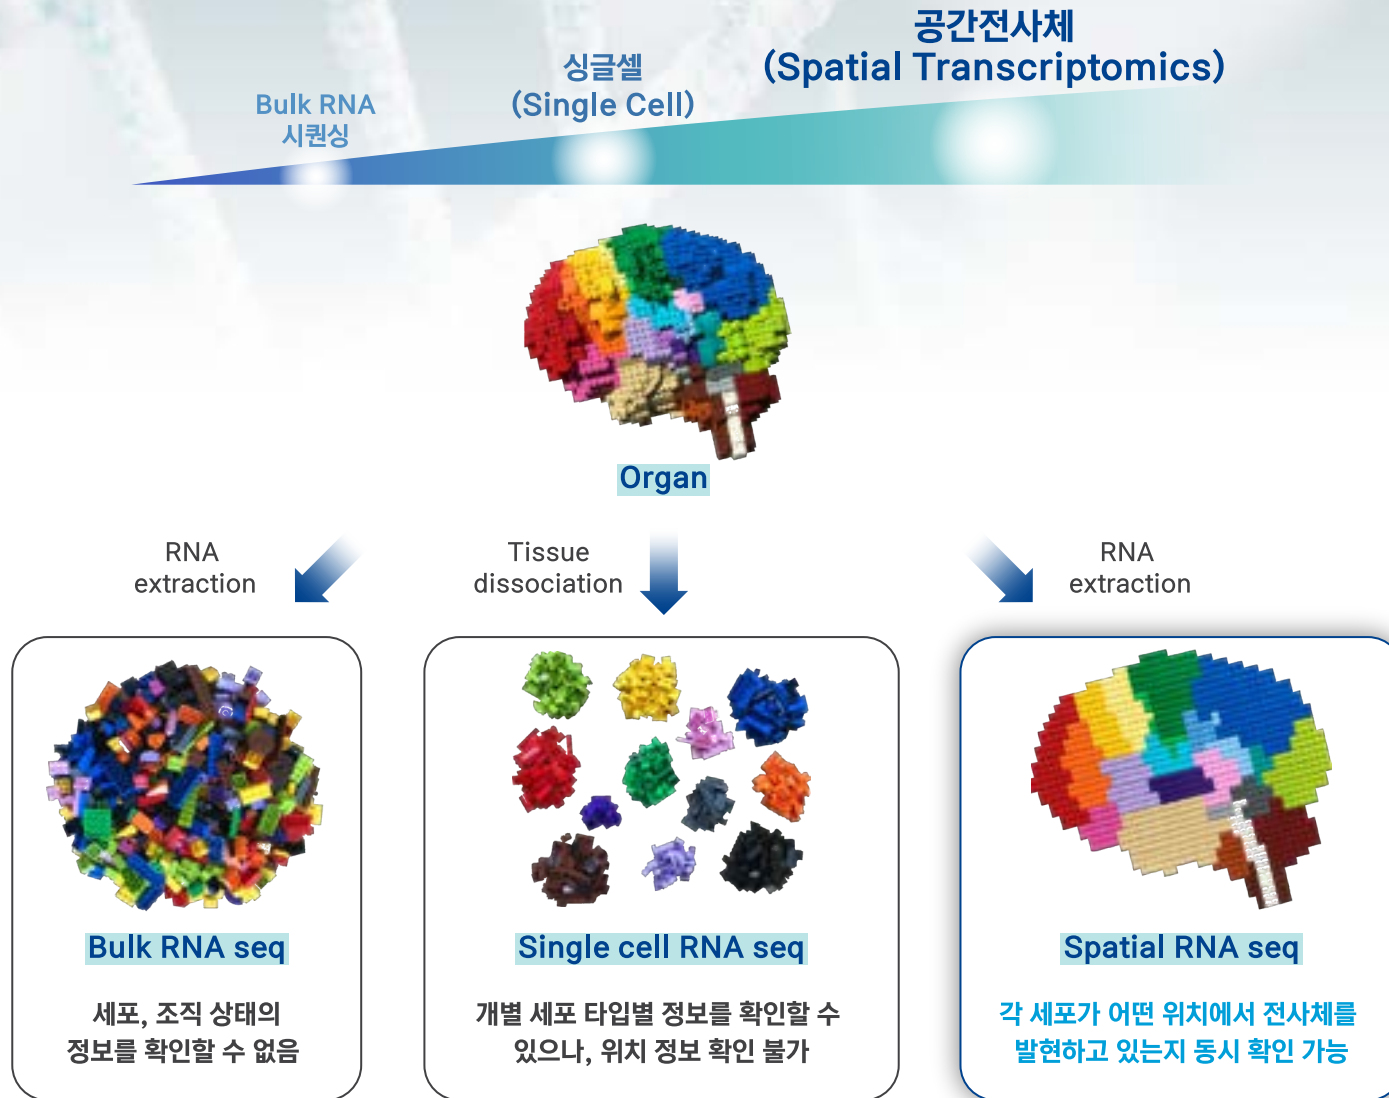 공간전사체
(Spatial Transcriptomics)
싱글셀
(Single Cell)
Bulk RNA
시퀀싱
Organ
RNA
extraction
Tissue
dissociation
RNA
extraction
Bulk RNA seq
세포, 조직 상태의
정보를 확인할 수 없음
Single cell RNA seq
개별 세포 타입별 정보를 확인할 수
있으나, 위치 정보 확인 불가
Spatial RNA seq
각 세포가 어떤 위치에서 전사체를
발현하고 있는지 동시 확인 가능